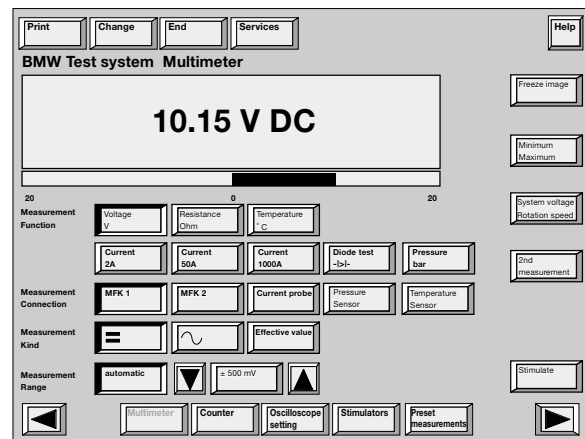 Print Change End Services Help
BMW Test system Multimeter
Freeze image
10.15 V DC
Minimum
Maximum
20 0 20
System voltage
Rotation speed
Measurement
Function
Voltage
V
Resistance
Ohm
Temperature
° C
Current
2A
Current
50A
Current
1000A
Diode test
-I>I-
Pressure
bar
2nd
measurement
Measurement
Connection
MFK 1
MFK 2
Current probe
Pressure
Sensor
Temperature
Sensor
Measurement
Kind
Effective value
Measurement
Range
automatic
± 500 mV
Stimulate
Multimeter
Counter
Oscilloscope
setting
Stimulators
Preset
measurements